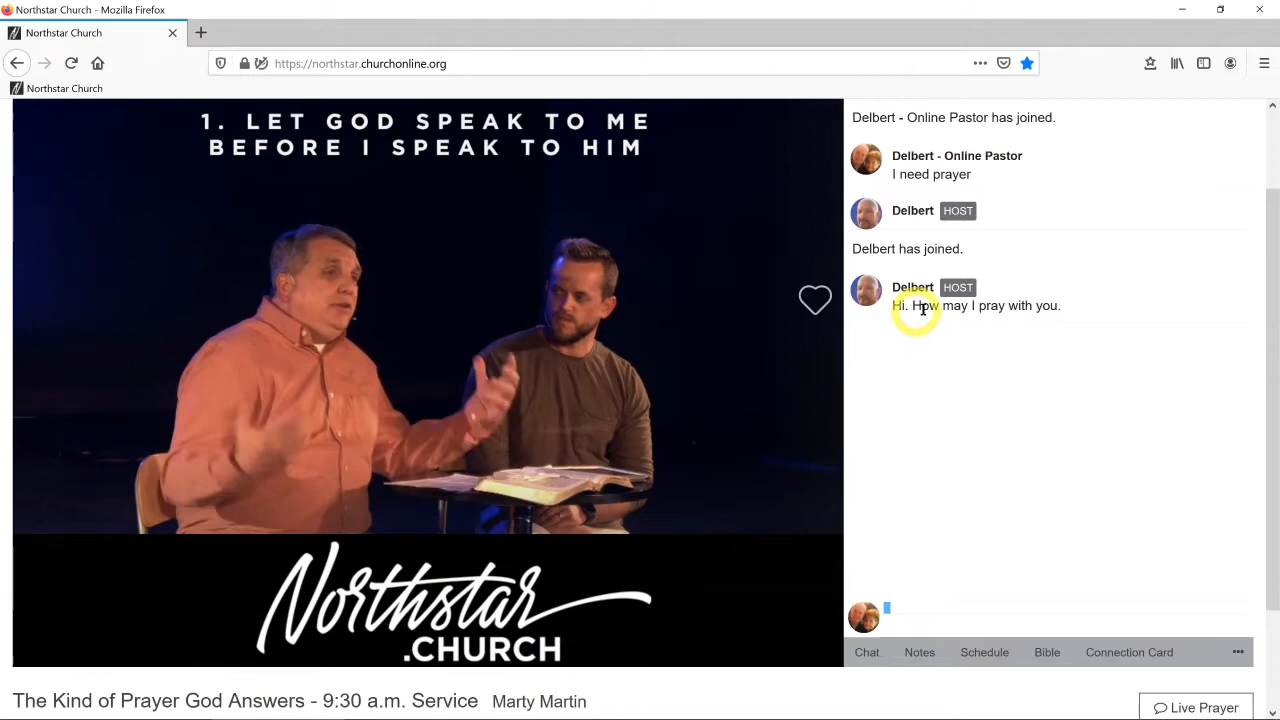 Northstar Church - Mozilla Firefox
Northstar Church
https://northstar.churchonline.org
Northstar Church
1. LET GOD SPEAK TO ME
BEFORE I SPEAK TO HIM
Northstar
.CHURCH
Delbert - Online Pastor has joined.
Delbert - Online Pastor
I need prayer
Delbert HOST
Delbert has joined.
Delbert HOST
Hi. How may I pray with you.
Chat Notes Schedule Bible Connection Card
The Kind of Prayer God Answers - 9:30 a.m. Service Marty Martin
Live Prayer